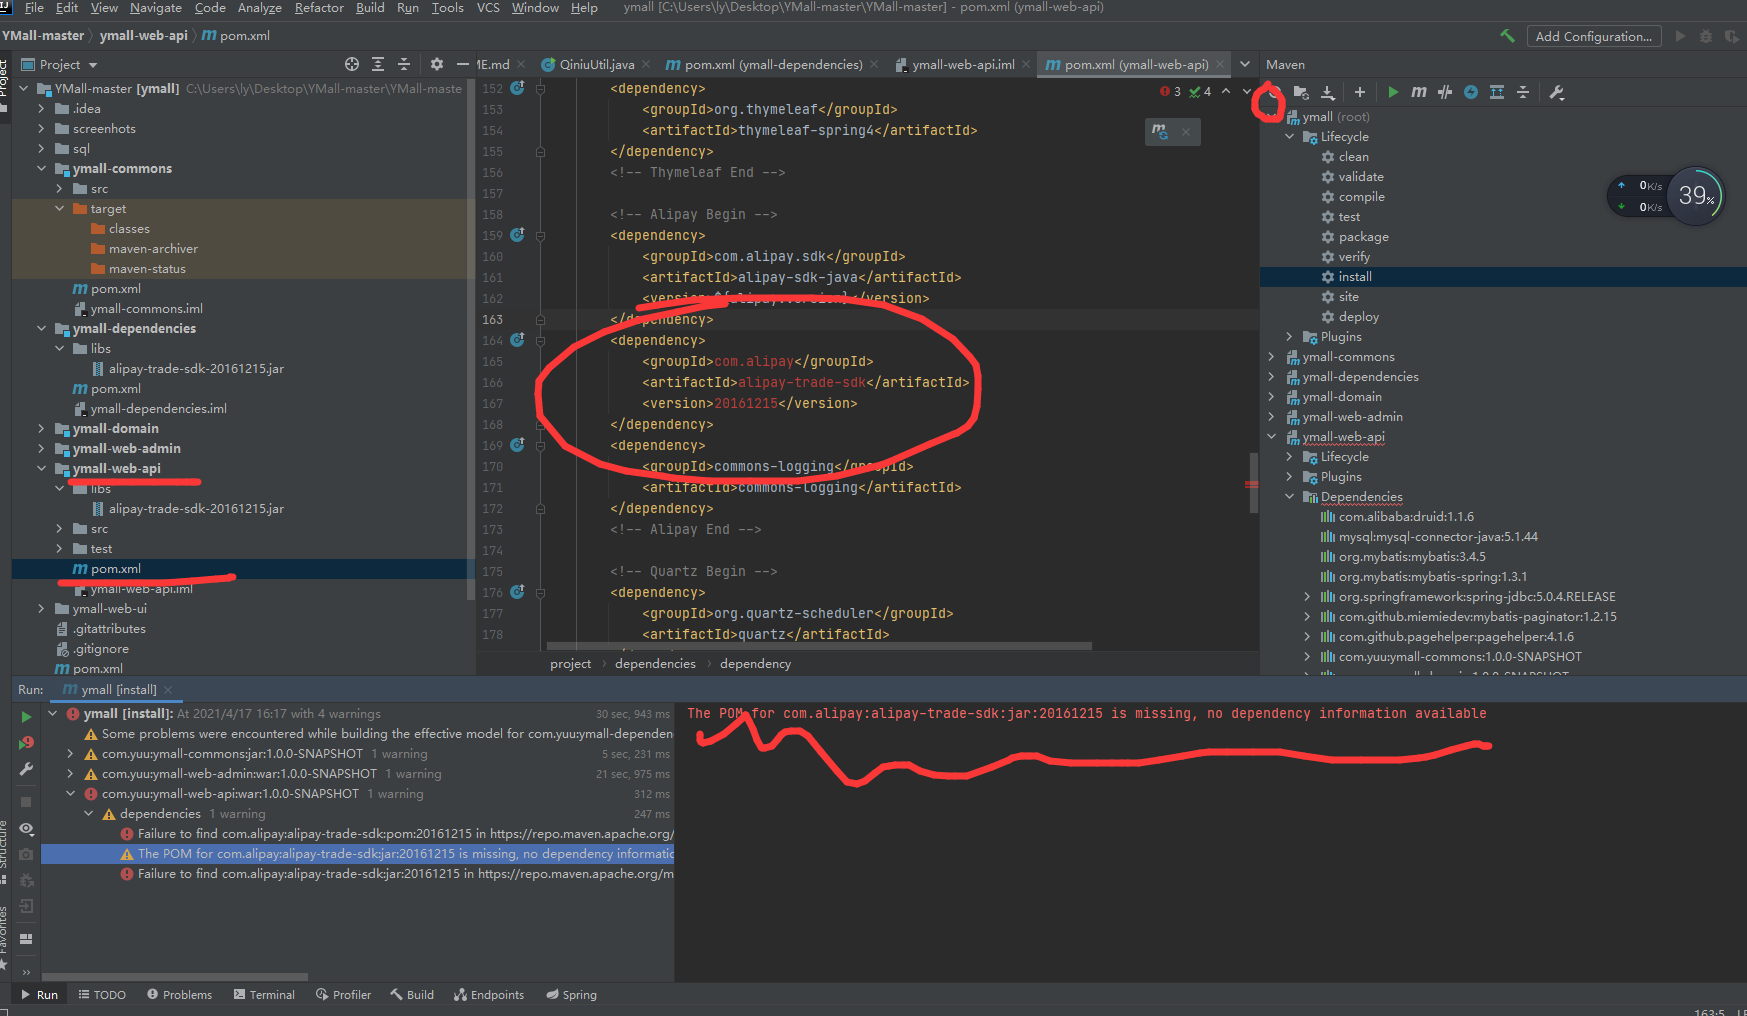 File Edit View Navigate Code Analyze Refactor Build Run Tools VCS Window Help ymall [C:\Users\ly\Desktop\YMall-master\YMall-master] - pom.xml (ymall-web-api)
YMall-master ymall-web-api pom.xml
Add Configuration...
Project
Project
YMall-master [ymall] C:\Users\ly\Desktop\YMall-master\YMall-maste
.idea
screenhots
sql
ymall-commons
src
target
classes
maven-archiver
maven-status
pom.xml
ymall-commons.iml
ymall-dependencies
libs
alipay-trade-sdk-20161215.jar
pom.xml
ymall-dependencies.iml
ymall-domain
ymall-web-admin
ymall-web-api
libs
alipay-trade-sdk-20161215.jar
src
test
pom.xml
ymall-web-api.iml
ymall-web-ui
.gitattributes
.gitignore
pom.xml
ME.md QiniuUtil.java pom.xml (ymall-dependencies) ymall-web-api.iml pom.xml (ymall-web-api)
3 4
152 <dependency>
153 <groupId>org.thymeleaf</groupId>
154 <artifactId>thymeleaf-spring4</artifactId>
155 </dependency>
156 <!-- Thymeleaf End -->
157
158 <!-- Alipay Begin -->
159 <dependency>
160 <groupId>com.alipay.sdk</groupId>
161 <artifactId>alipay-sdk-java</artifactId>
162 <version>${alipay.version}</version>
163 </dependency>
164 <dependency>
165 <groupId>com.alipay</groupId>
166 <artifactId>alipay-trade-sdk</artifactId>
167 <version>20161215</version>
168 </dependency>
169 <dependency>
170 <groupId>commons-logging</groupId>
171 <artifactId>commons-logging</artifactId>
172 </dependency>
173 <!-- Alipay End -->
174
175 <!-- Quartz Begin -->
176 <dependency>
177 <groupId>org.quartz-scheduler</groupId>
178 <artifactId>quartz</artifactId>
project dependencies dependency
Maven
ymall (root)
Lifecycle
clean
validate
compile
test
package
verify
install
site
deploy
Plugins
ymall-commons
ymall-dependencies
ymall-domain
ymall-web-admin
ymall-web-api
Lifecycle
Plugins
Dependencies
com.alibaba:druid:1.1.6
mysql:mysql-connector-java:5.1.44
org.mybatis:mybatis:3.4.5
org.mybatis:mybatis-spring:1.3.1
org.springframework:spring-jdbc:5.0.4.RELEASE
com.github.miemiedev:mybatis-paginator:1.2.15
com.github.pagehelper:pagehelper:4.1.6
com.yuu:ymall-commons:1.0.0-SNAPSHOT
0K/s
0K/s
39%
Run: ymall [install]
ymall [install]: At 2021/4/17 16:17 with 4 warnings 30 sec, 943 ms
Some problems were encountered while building the effective model for com.yuu:ymall-depender
com.yuu:ymall-commons:jar:1.0.0-SNAPSHOT 1 warning 5 sec, 231 ms
com.yuu:ymall-web-admin:war:1.0.0-SNAPSHOT 1 warning 21 sec, 975 ms
com.yuu:ymall-web-api:war:1.0.0-SNAPSHOT 1 warning 312 ms
dependencies 1 warning 247 ms
Failure to find com.alipay:alipay-trade-sdk:pom:20161215 in https://repo.maven.apache.org/
The POM for com.alipay:alipay-trade-sdk:jar:20161215 is missing, no dependency informatic
Failure to find com.alipay:alipay-trade-sdk:jar:20161215 in https://repo.maven.apache.org/m
The POM for com.alipay:alipay-trade-sdk:jar:20161215 is missing, no dependency information available
Structure
Favorites
Run TODO Problems Terminal Profiler Build Endpoints Spring
163:5